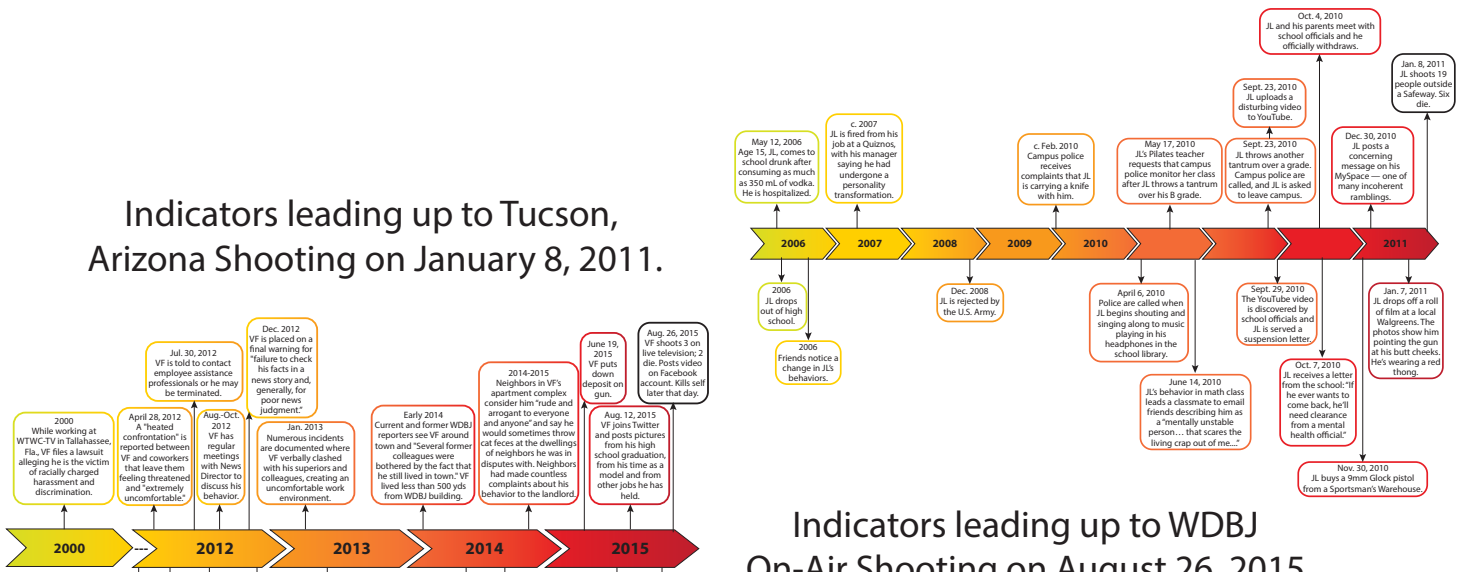 Indicators leading up to Tucson,
Arizona Shooting on January 8, 2011.
Oct. 4, 2010
JL and his parents meet with
school officials and he
officially withdraws.
Jan. 8, 2011
JL shoots 19
people outside
a Safeway. Six
die.
Sept. 23, 2010
JL uploads a
disturbing video
to YouTube.
May 12, 2006
Age 15, JL, comes to
school drunk after
consuming as much
as 350 mL of vodka.
He is hospitalized.
c. 2007
JL is fired from his
job at a Quiznos,
with his manager
saying he had
undergone a
personality
transformation.
c. Feb. 2010
Campus police
receives
complaints that JL
is carrying a knife
with him.
May 17, 2010
JL's Pilates teacher
requests that campus
police monitor her class
after JL throws a tantrum
over his B grade.
Sept. 23, 2010
JL throws another
tantrum over a grade.
Campus police are
called, and JL is asked
to leave campus.
Dec. 30, 2010
JL posts a
concerning
message on his
MySpace — one of
many incoherent
ramblings.
2006
2007
2008
2009
2010
2011
2006
JL drops
out of high
school.
2006
Friends notice a
change in JL's
behaviors.
Dec. 2008
JL is rejected by
the U.S. Army.
April 6, 2010
Police are called when
JL begins shouting and
singing along to music
playing in his
headphones in the
school library.
June 14, 2010
JL's behavior in math class
leads a classmate to email
friends describing him as
a "mentally unstable
person… that scares the
living crap out of me...."
Sept. 29, 2010
The YouTube video
is discovered by
school officials and
JL is served a
suspension letter.
Oct. 7, 2010
JL receives a letter
from the school: "If
he ever wants to
come back, he'll
need clearance
from a mental
health official."
Nov. 30, 2010
JL buys a 9mm Glock pistol
from a Sportsman's Warehouse.
Jan. 7, 2011
JL drops off a roll
of film at a local
Walgreens. The
photos show him
pointing the gun
at his butt cheeks.
He's wearing a red
thong.
2000
While working at
WTWC-TV in Tallahassee,
Fla., VF files a lawsuit
alleging he is the victim
of racially charged
harassment and
discrimination.
April 28, 2012
A "heated
confrontation" is
reported between
VF and coworkers
that leave them
feeling threatened
and "extremely
uncomfortable."
Jul. 30, 2012
VF is told to contact
employee assistance
professionals or he may
be terminated.
Aug.-Oct.
2012
VF has
regular
meetings with
News
Director to
discuss his
behavior.
Dec. 2012
VF is placed on a
final warning for
"failure to check
his facts in a
news story and,
generally, for
poor news
judgment."
Jan. 2013
Numerous incidents
are documented where
VF verbally clashed
with his superiors and
colleagues, creating an
uncomfortable work
environment.
Early 2014
Current and former WDBJ
reporters see VF around
town and "Several former
colleagues were
bothered by the fact that
he still lived in town." VF
lived less than 500 yds
from WDBJ building.
2014-2015
Neighbors in VF's
apartment complex
consider him "rude and
arrogant to everyone
and anyone" and say he
would sometimes throw
cat feces at the dwellings
of neighbors he was in
disputes with. Neighbors
had made countless
complaints about his
behavior to the landlord.
June 19,
2015
VF puts
down
deposit on
gun.
Aug. 12, 2015
VF joins Twitter
and posts pictures
from his high
school graduation,
from his time as a
model and from
other jobs he has
held.
Aug. 26, 2015
VF shoots 3 on
live television; 2
die. Posts video
on Facebook
account. Kills self
later that day.
2000
2012
2013
2014
2015
Indicators leading up to WDBJ
On-Air Shooting on August 26, 2015